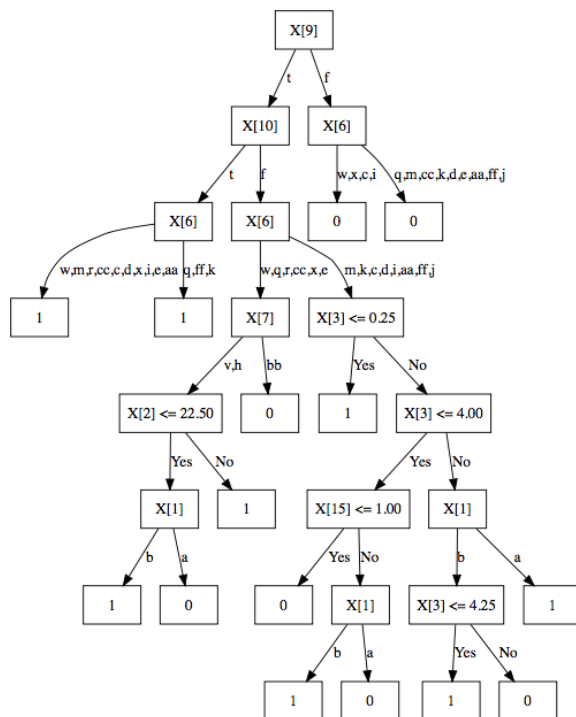 X[9]
t f
X[10] X[6]
t f w,x,c,i q,m,cc,k,d,e,aa,ff,j
X[6] X[6] 0 0
w,m,r,cc,c,d,x,i,e,aa q,ff,k w,q,r,cc,x,e m,k,c,d,i,aa,ff,j
1 1 X[7] X[3] <= 0.25
v,h bb Yes No
X[2] <= 22.50 0 1 X[3] <= 4.00
Yes No Yes No
X[1] 1 X[15] <= 1.00 X[1]
b a Yes No b a
1 0 0 X[1] X[3] <= 4.25 1
b a Yes No
1 0 1 0